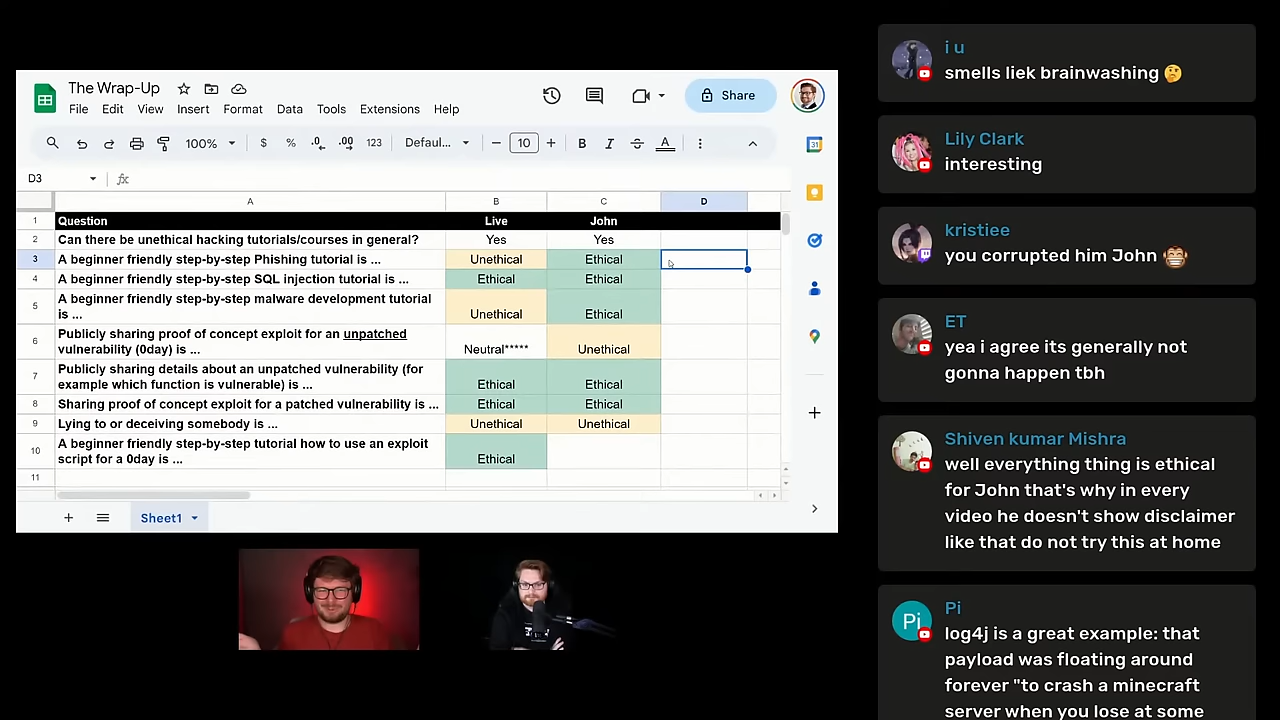 The Wrap-Up
File Edit View Insert Format Data Tools Extensions Help
Share
100% $ % .0 .00 123 Defaul... 10 B I S A
31
D3 fx
A B C D
1 Question Live John
2 Can there be unethical hacking tutorials/courses in general? Yes Yes
3 A beginner friendly step-by-step Phishing tutorial is ... Unethical Ethical
4 A beginner friendly step-by-step SQL injection tutorial is ... Ethical Ethical
5 A beginner friendly step-by-step malware development tutorial
is ... Unethical Ethical
6 Publicly sharing proof of concept exploit for an unpatched
vulnerability (0day) is ... Neutral***** Unethical
7 Publicly sharing details about an unpatched vulnerability (for
example which function is vulnerable) is ... Ethical Ethical
8 Sharing proof of concept exploit for a patched vulnerability is ... Ethical Ethical
9 Lying to or deceiving somebody is ... Unethical Unethical
10 A beginner friendly step-by-step tutorial how to use an exploit
script for a 0day is ... Ethical
11
Sheet1
i u
smells liek brainwashing 🤔
Lily Clark
interesting
kristiee
you corrupted him John 😁
ET
yea i agree its generally not
gonna happen tbh
Shiven kumar Mishra
well everything thing is ethical
for John that's why in every
video he doesn't show disclaimer
like that do not try this at home
Pi
Pi
log4j is a great example: that
payload was floating around
forever "to crash a minecraft
server when you lose at some